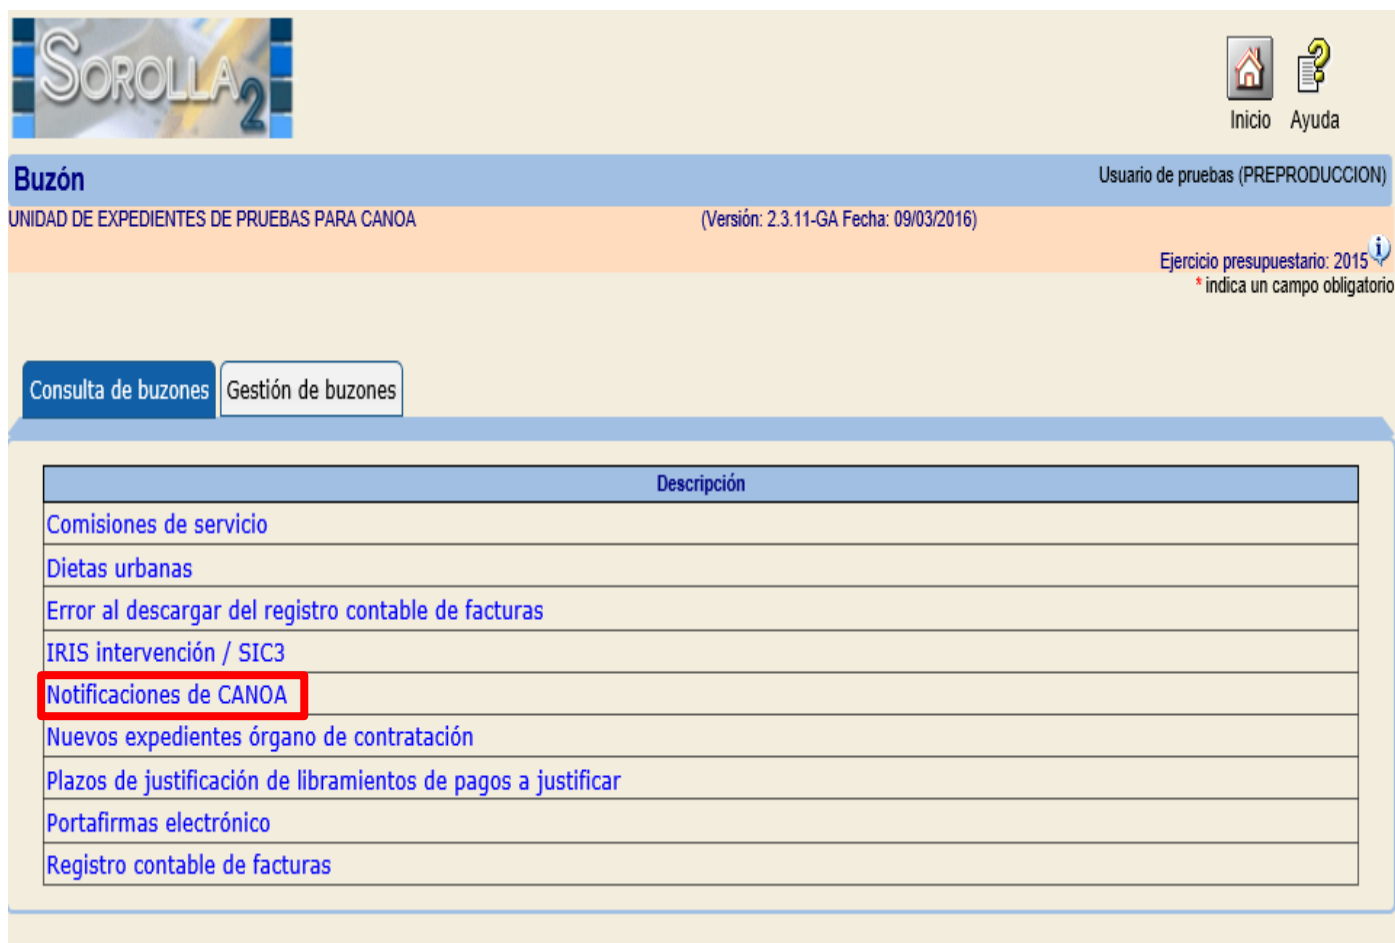 SOROLLA2
Inicio Ayuda
Buzón
Usuario de pruebas (PREPRODUCCION)
UNIDAD DE EXPEDIENTES DE PRUEBAS PARA CANOA
(Versión: 2.3.11-GA Fecha: 09/03/2016)
Ejercicio presupuestario: 2015
* indica un campo obligatorio
Consulta de buzones
Gestión de buzones
Descripción
Comisiones de servicio
Dietas urbanas
Error al descargar del registro contable de facturas
IRIS intervención / SIC3
Notificaciones de CANOA
Nuevos expedientes órgano de contratación
Plazos de justificación de libramientos de pagos a justificar
Portafirmas electrónico
Registro contable de facturas